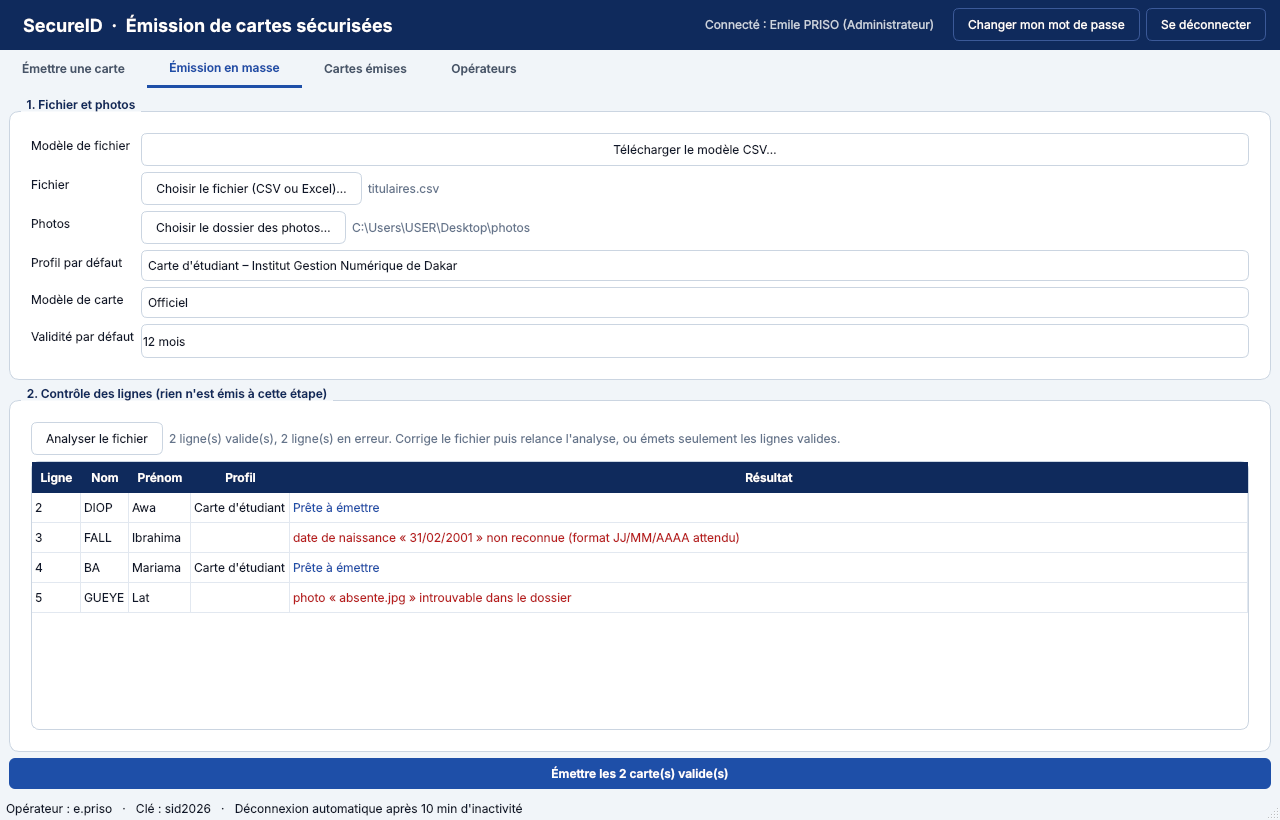 SecureID · Émission de cartes sécurisées
Connecté : Emile PRISO (Administrateur)
Changer mon mot de passe
Se déconnecter
Émettre une carte
Émission en masse
Cartes émises
Opérateurs
1. Fichier et photos
Modèle de fichier
Télécharger le modèle CSV...
Fichier
Choisir le fichier (CSV ou Excel)...
titulaires.csv
Photos
Choisir le dossier des photos...
C:\Users\USER\Desktop\photos
Profil par défaut
Carte d'étudiant – Institut Gestion Numérique de Dakar
Modèle de carte
Officiel
Validité par défaut
12 mois
2. Contrôle des lignes (rien n'est émis à cette étape)
Analyser le fichier
2 ligne(s) valide(s), 2 ligne(s) en erreur. Corrige le fichier puis relance l'analyse, ou émets seulement les lignes valides.
Ligne Nom Prénom Profil Résultat
2 DIOP Awa Carte d'étudiant Prête à émettre
3 FALL Ibrahima date de naissance « 31/02/2001 » non reconnue (format JJ/MM/AAAA attendu)
4 BA Mariama Carte d'étudiant Prête à émettre
5 GUEYE Lat photo « absente.jpg » introuvable dans le dossier
Émettre les 2 carte(s) valide(s)
Opérateur : e.priso · Clé : sid2026 · Déconnexion automatique après 10 min d'inactivité